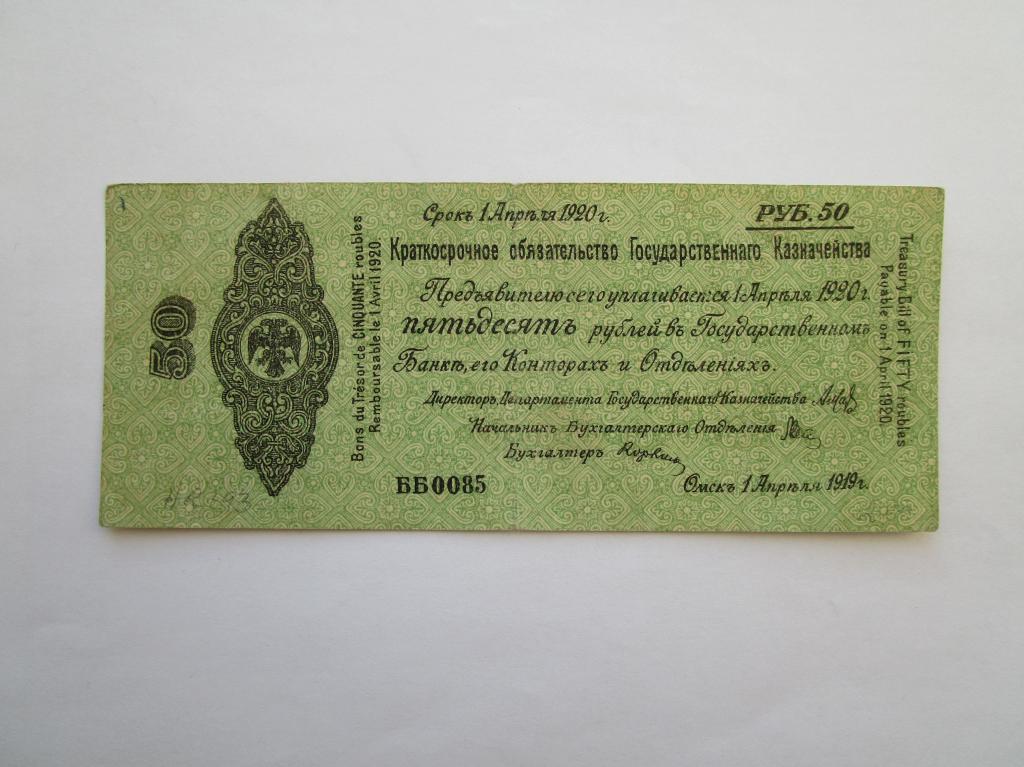 50
Bons du Trésor de CINQUANTE roubles
Remboursable le 1 Avril 1920
Срокъ 1 Апрѣля 1920 г.
РУБ. 50
Краткосрочное обязательство Государственнаго Казначейства
Предъявителю сего уплачивается 1 Апрѣля 1920 г.
пятьдесятъ рублей въ Государственномъ
Банкѣ, его Конторахъ и Отдѣленіяхъ.
Директоръ Департамента Государственнаго Казначейства
Начальникъ Бухгалтерскаго Отдѣленія
Бухгалтеръ
ББ0085
Омскъ 1 Апрѣля 1919 г.
Treasury Bill of FIFTY roubles
Payable on 1 April 1920